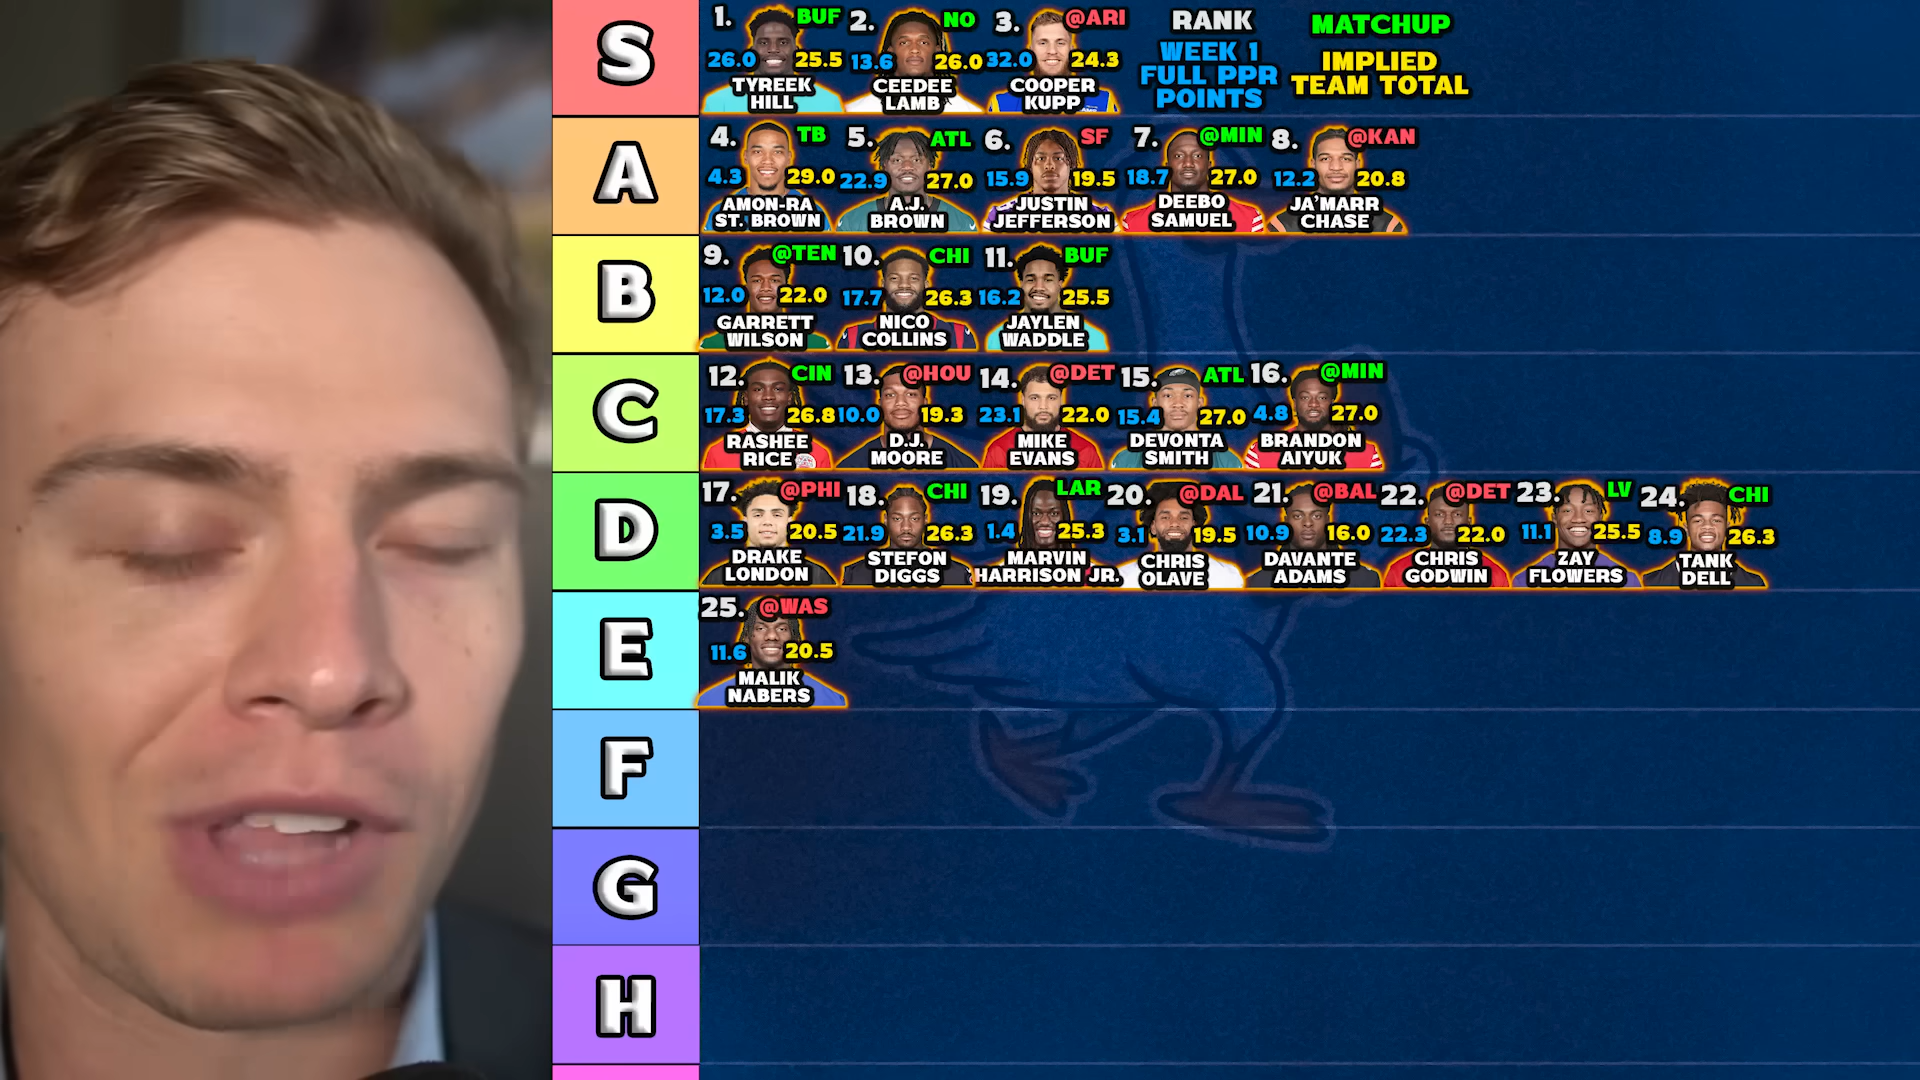 S
1. BUF
26.0 25.5
TYREEK
HILL
2. NO
13.6 26.0
CEEDEE
LAMB
3. @ARI
32.0 24.3
COOPER
KUPP
RANK
WEEK 1
FULL PPR
POINTS
MATCHUP
IMPLIED
TEAM TOTAL
A
4. TB
4.3 29.0
AMON-RA
ST. BROWN
5. ATL
22.9 27.0
A.J.
BROWN
6. SF
15.9 19.5
JUSTIN
JEFFERSON
7. @MIN
18.7 27.0
DEEBO
SAMUEL
8. @KAN
12.2 20.8
JA'MARR
CHASE
B
9. @TEN
12.0 22.0
GARRETT
WILSON
10. CHI
17.7 26.3
NICO
COLLINS
11. BUF
16.2 25.5
JAYLEN
WADDLE
C
12. CIN
17.3 26.8
RASHEE
RICE
13. @HOU
10.0 19.3
D.J.
MOORE
14. @DET
23.1 22.0
MIKE
EVANS
15. ATL
15.4 27.0
DEVONTA
SMITH
16. @MIN
4.8 27.0
BRANDON
AIYUK
D
17. @PHI
3.5 20.5
DRAKE
LONDON
18. CHI
21.9 26.3
STEFON
DIGGS
19. LAR
1.4 25.3
MARVIN
HARRISON JR.
20. @DAL
3.1 19.5
CHRIS
OLAVE
21. @BAL
10.9 16.0
DAVANTE
ADAMS
22. @DET
22.3 22.0
CHRIS
GODWIN
23. LV
11.1 25.5
ZAY
FLOWERS
24. CHI
8.9 26.3
TANK
DELL
E
25. @WAS
11.6 20.5
MALIK
NABERS
F
G
H